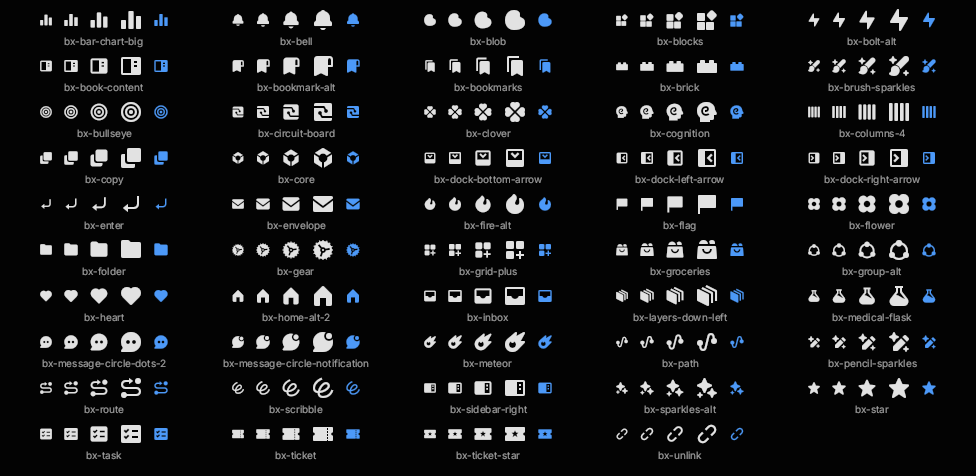 bx-bar-chart-big
bx-bell
bx-blob
bx-blocks
bx-bolt-alt
bx-book-content
bx-bookmark-alt
bx-bookmarks
bx-brick
bx-brush-sparkles
bx-bullseye
bx-circuit-board
bx-clover
bx-cognition
bx-columns-4
bx-copy
bx-core
bx-dock-bottom-arrow
bx-dock-left-arrow
bx-dock-right-arrow
bx-enter
bx-envelope
bx-fire-alt
bx-flag
bx-flower
bx-folder
bx-gear
bx-grid-plus
bx-groceries
bx-group-alt
bx-heart
bx-home-alt-2
bx-inbox
bx-layers-down-left
bx-medical-flask
bx-message-circle-dots-2
bx-message-circle-notification
bx-meteor
bx-path
bx-pencil-sparkles
bx-route
bx-scribble
bx-sidebar-right
bx-sparkles-alt
bx-star
bx-task
bx-ticket
bx-ticket-star
bx-unlink